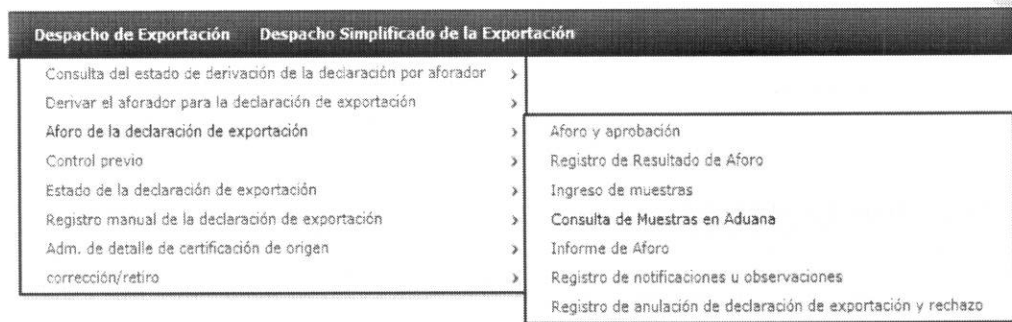 Despacho de Exportación Despacho Simplificado de la Exportación
Consulta del estado de derivación de la declaración por aforador >
Derivar el aforador para la declaración de exportación >
Aforo de la declaración de exportación >
Control previo >
Estado de la declaración de exportación >
Registro manual de la declaración de exportación >
Adm. de detalle de certificación de origen >
corrección/retiro >
Aforo y aprobación
Registro de Resultado de Aforo
Ingreso de muestras
Consulta de Muestras en Aduana
Informe de Aforo
Registro de notificaciones u observaciones
Registro de anulación de declaración de exportación y rechazo